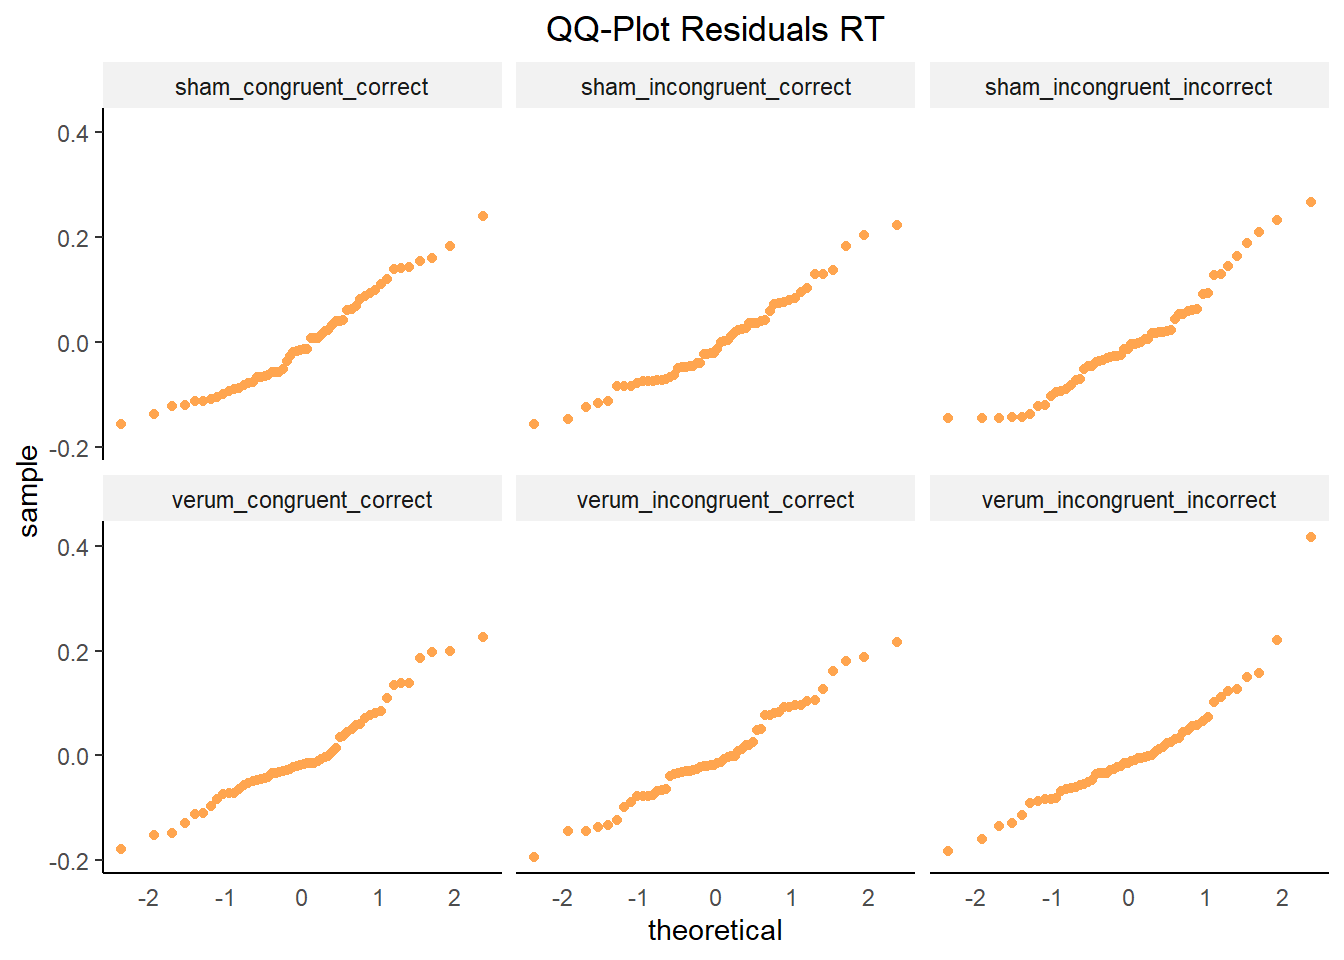 QQ-Plot Residuals RT
sham_congruent_correct sham_incongruent_correct sham_incongruent_incorrect
0.4
0.2
0.0
-0.2
sample
verum_congruent_correct verum_incongruent_correct verum_incongruent_incorrect
0.4
0.2
0.0
-0.2
-2 -1 0 1 2 -2 -1 0 1 2 -2 -1 0 1 2
theoretical